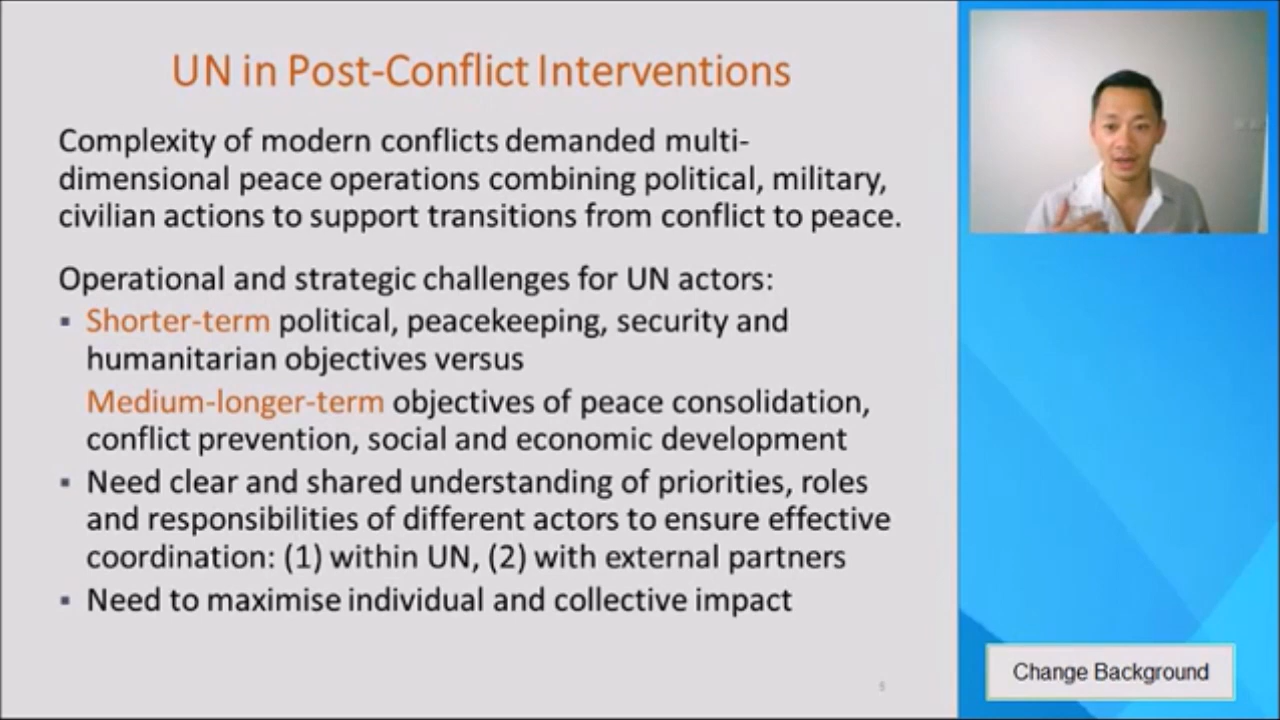 UN in Post-Conflict Interventions
Complexity of modern conflicts demanded multi-
dimensional peace operations combining political, military,
civilian actions to support transitions from conflict to peace.
Operational and strategic challenges for UN actors:
▪ Shorter-term political, peacekeeping, security and
humanitarian objectives versus
Medium-longer-term objectives of peace consolidation,
conflict prevention, social and economic development
▪ Need clear and shared understanding of priorities, roles
and responsibilities of different actors to ensure effective
coordination: (1) within UN, (2) with external partners
▪ Need to maximise individual and collective impact
Change Background